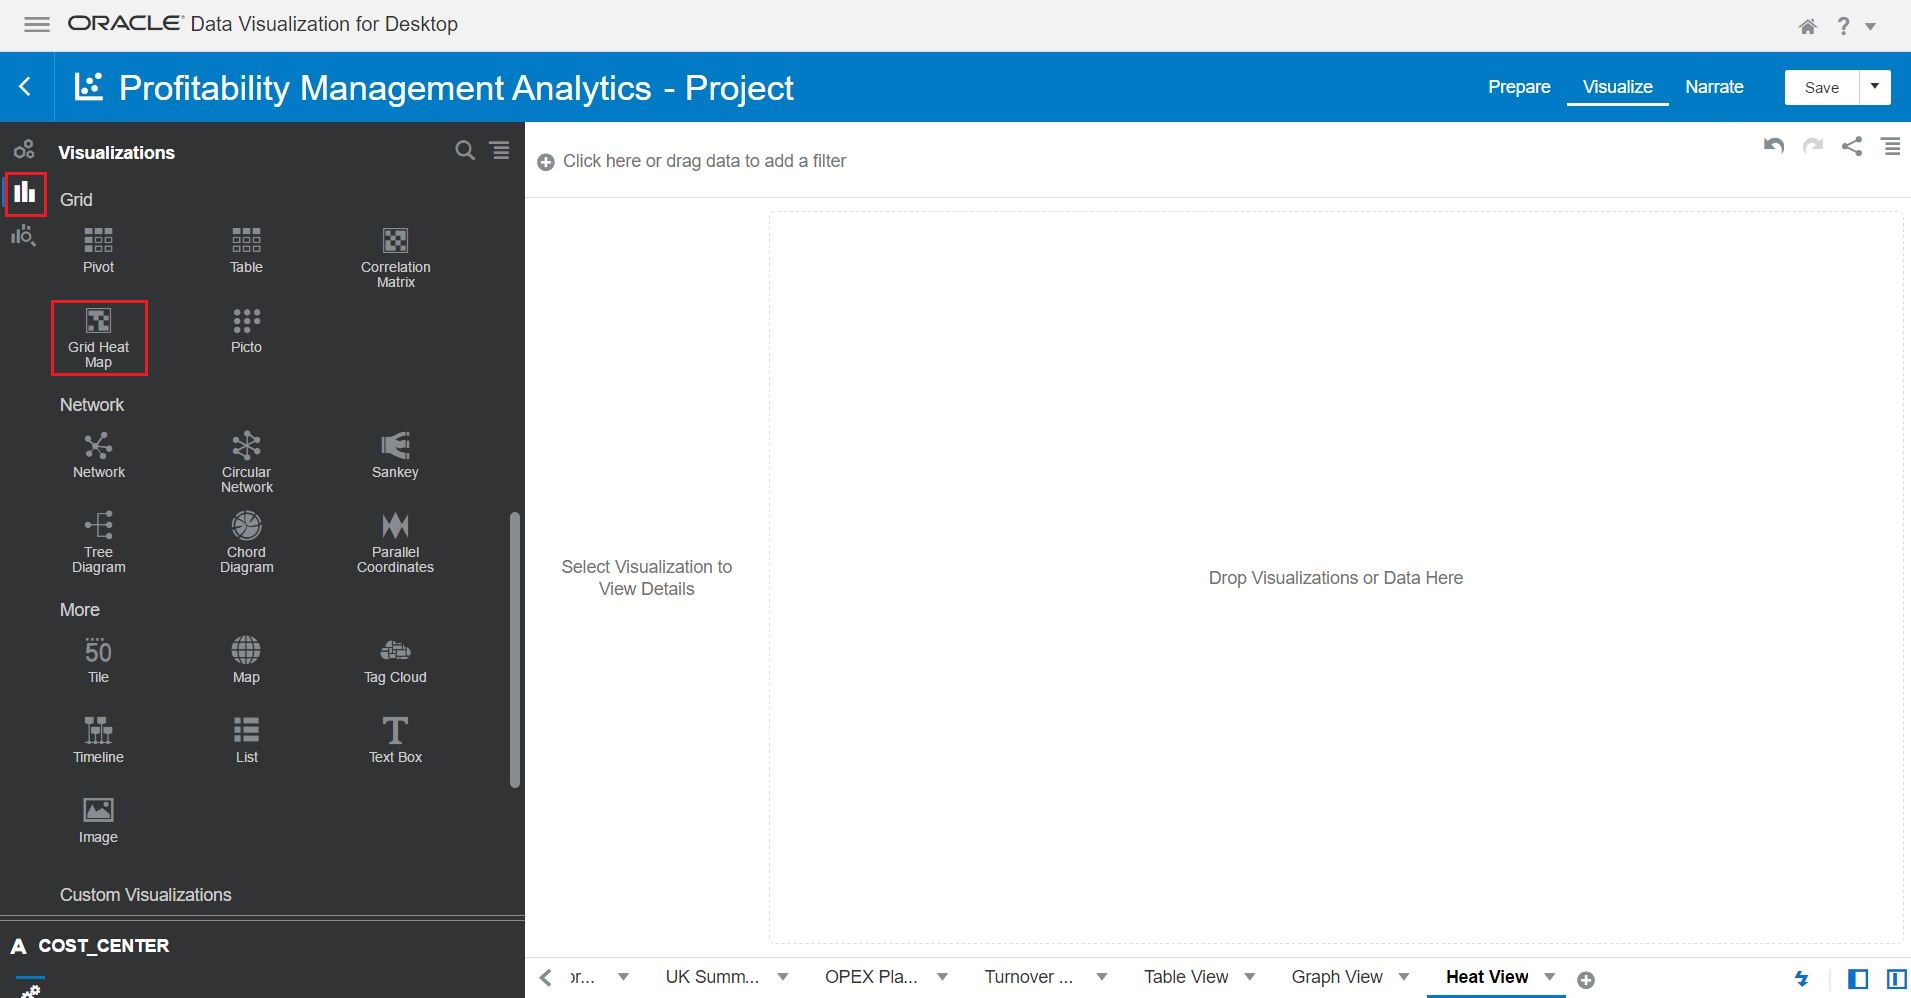 ORACLE Data Visualization for Desktop
?
Profitability Management Analytics - Project
Prepare
Visualize
Narrate
Save
Visualizations
Grid
Pivot
Table
Correlation
Matrix
Grid Heat
Map
Picto
Network
Network
Circular
Network
Sankey
Tree
Diagram
Chord
Diagram
Parallel
Coordinates
More
50
Tile
Map
Tag Cloud
Timeline
List
T
Text Box
Image
Custom Visualizations
A COST_CENTER
Click here or drag data to add a filter
Select Visualization to
View Details
Drop Visualizations or Data Here
or...
UK Summ...
OPEX Pla...
Turnover ...
Table View
Graph View
Heat View